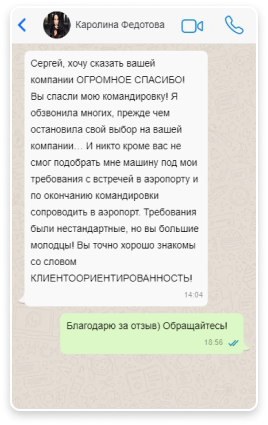 Каролина Федотова
Сергей, хочу сказать вашей
компании ОГРОМНОЕ СПАСИБО!
Вы спасли мою командировку! Я
обзвонила многих, прежде чем
остановила свой выбор на вашей
компании… И никто кроме вас не
смог подобрать мне машину под мои
требования с встречей в аэропорту и
по окончанию командировки
сопроводить в аэропорт. Требования
были нестандартные, но вы большие
молодцы! Вы точно хорошо знакомы
со словом
КЛИЕНТООРИЕНТИРОВАННОСТЬ!
14:04
Благодарю за отзыв) Обращайтесь!
18:56